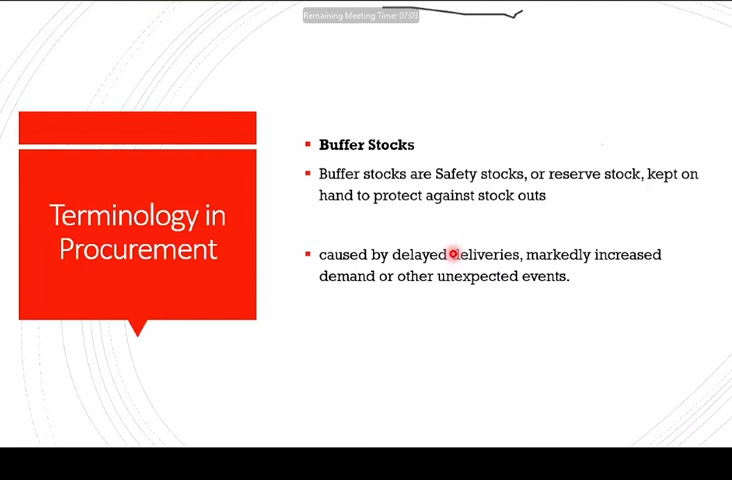 Remaining Meeting Time: 07:03
Terminology in
Procurement
Buffer Stocks
Buffer stocks are Safety stocks, or reserve stock, kept on
hand to protect against stock outs
caused by delayed deliveries, markedly increased
demand or other unexpected events.